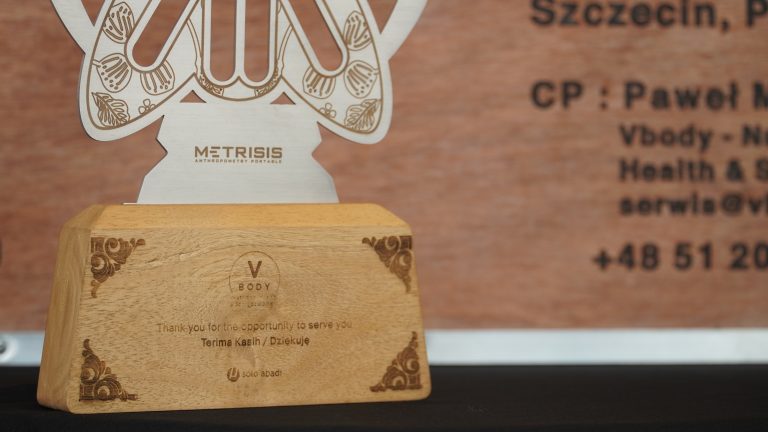 Szczecin, P
CP : Paweł M
Vbody - Ne
Health & S
serwis@v
+48 51 20
METRISIS
ANTHROPOMETRY PORTABLE
V
BODY
Thank you for the opportunity to serve you
Terima Kasih / Dziękuję
solo abadi